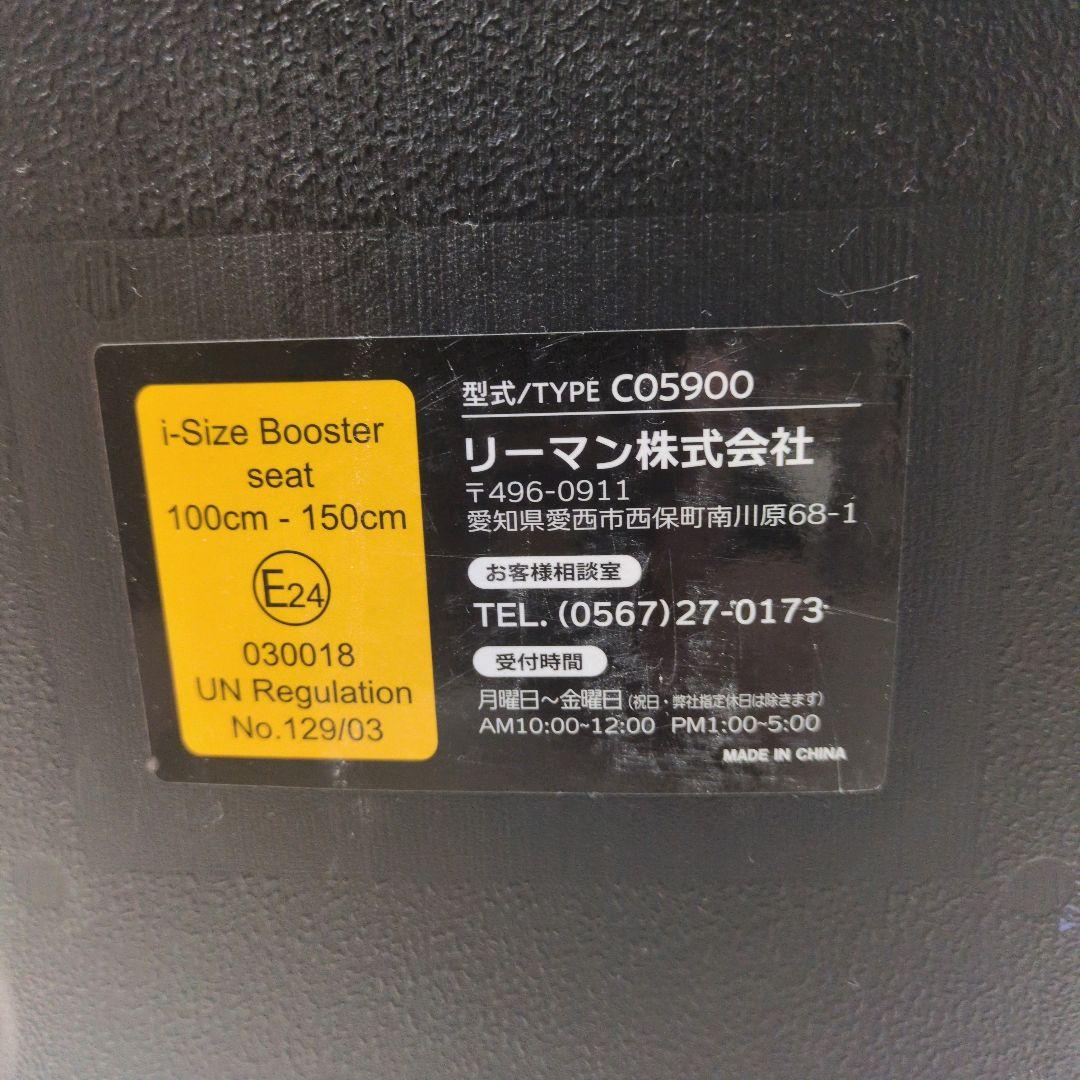 i-Size Booster
seat
100cm - 150cm
E24
030018
UN Regulation
No.129/03
型式/TYPE CO5900
リーマン株式会社
〒496-0911
愛知県愛西市西保町南川原68-1
お客様相談室
TEL. (0567)27-0173
受付時間
月曜日～金曜日(祝日・弊社指定休日は除きます)
AM10:00~12:00 PM1:00~5:00
MADE IN CHINA